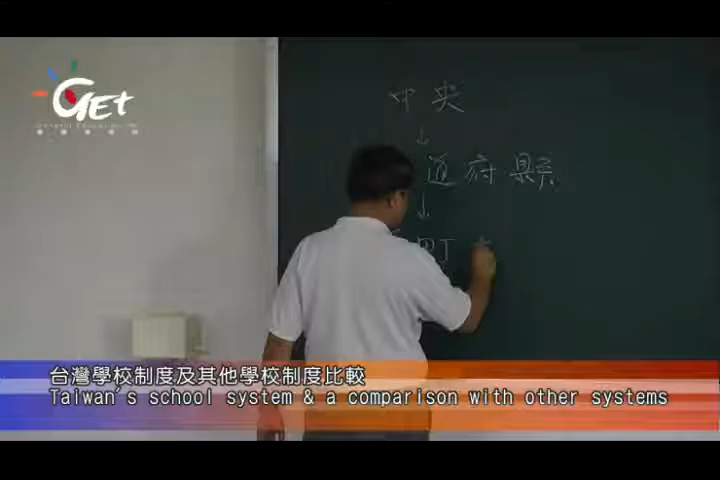 GEt
中央
↓
道府縣
↓
町
台灣學校制度及其他學校制度比較
Taiwan's school system & a comparison with other systems